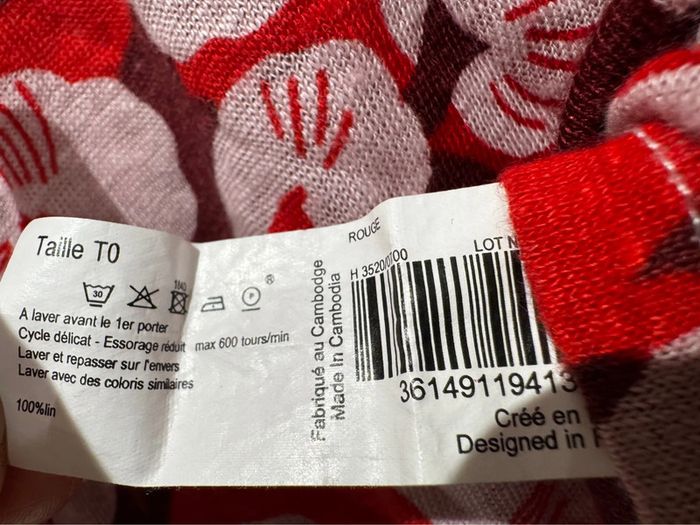 Taille T0
30
A laver avant le 1er porter
Cycle délicat - Essorage réduit max 600 tours/min
Laver et repasser sur l'envers
Laver avec des coloris similaires
100%lin
P ®
Fabriqué au Cambodge
Made In Cambodia
ROUGE
H 3520/0700
LOT N
36149119413
Créé en
Designed in